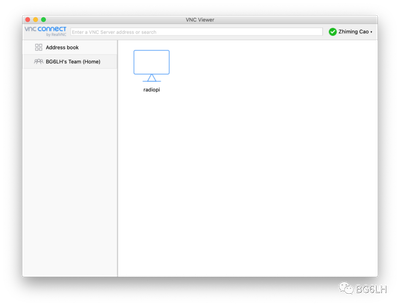 VNC Viewer
vnc connect
by RealVNC
Enter a VNC Server address or search
Zhiming Cao
Address book
BG6LH's Team (Home)
radiopi
BG6LH